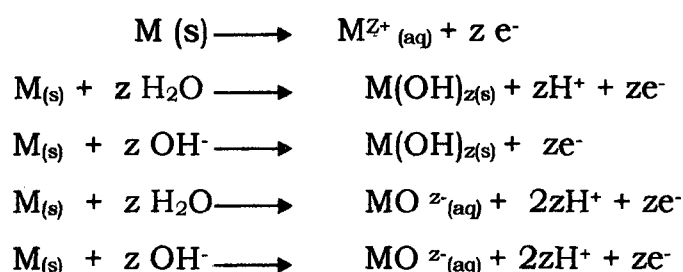 M (s) ⟶ M^{Z+} (aq) + z e⁻
M(s) + z H₂O ⟶ M(OH)z(s) + zH⁺ + ze⁻
M(s) + z OH⁻ ⟶ M(OH)z(s) + ze⁻
M(s) + z H₂O ⟶ MO ᶻ⁻(aq) + 2zH⁺ + ze⁻
M(s) + z OH⁻ ⟶ MO ᶻ⁻(aq) + 2zH⁺ + ze⁻